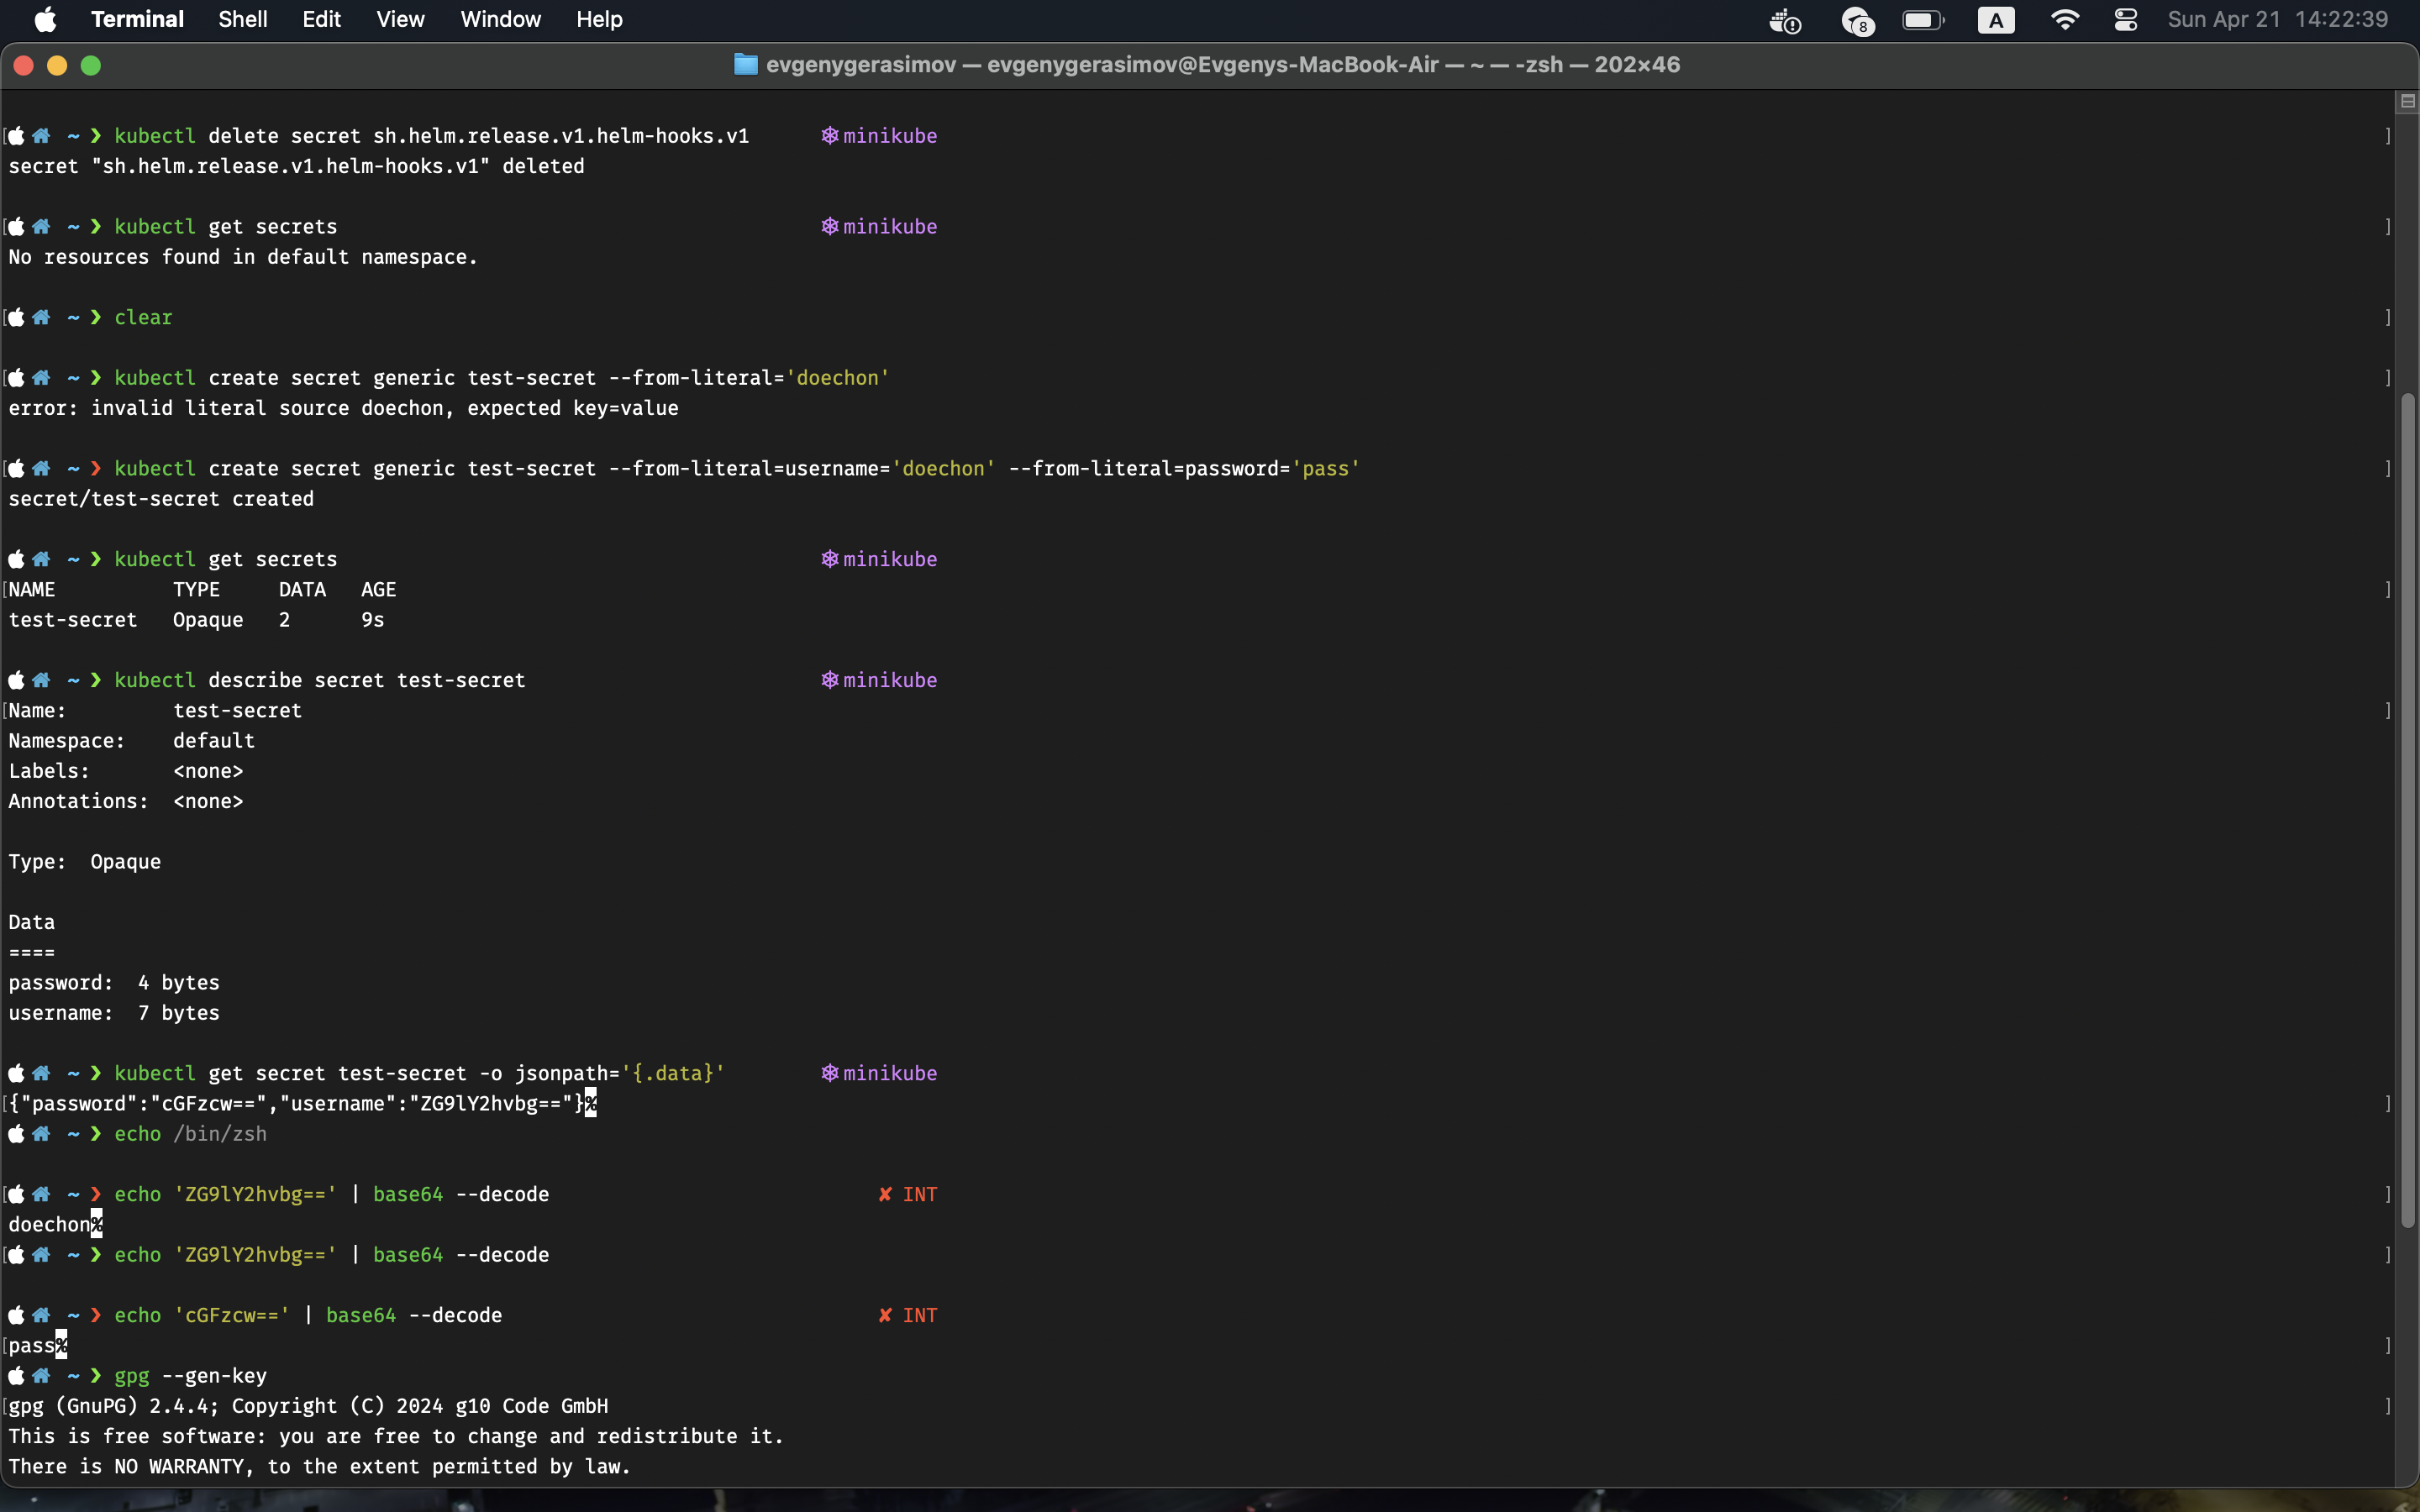 Terminal Shell Edit View Window Help 8 A Sun Apr 21 14:22:39
evgenygerasimov — evgenygerasimov@Evgenys-MacBook-Air — ~ — -zsh — 202×46
~ ❯ kubectl delete secret sh.helm.release.v1.helm-hooks.v1 ☸minikube
secret "sh.helm.release.v1.helm-hooks.v1" deleted
~ ❯ kubectl get secrets ☸minikube
No resources found in default namespace.
~ ❯ clear
~ ❯ kubectl create secret generic test-secret --from-literal='doechon'
error: invalid literal source doechon, expected key=value
~ ❯ kubectl create secret generic test-secret --from-literal=username='doechon' --from-literal=password='pass'
secret/test-secret created
~ ❯ kubectl get secrets ☸minikube
NAME TYPE DATA AGE
test-secret Opaque 2 9s
~ ❯ kubectl describe secret test-secret ☸minikube
Name: test-secret
Namespace: default
Labels: <none>
Annotations: <none>
Type: Opaque
Data
====
password: 4 bytes
username: 7 bytes
~ ❯ kubectl get secret test-secret -o jsonpath='{.data}' ☸minikube
{"password":"cGFzcw==","username":"ZG9lY2hvbg=="}%
~ ❯ echo /bin/zsh
~ ❯ echo 'ZG9lY2hvbg==' | base64 --decode ✘ INT
doechon%
~ ❯ echo 'ZG9lY2hvbg==' | base64 --decode
~ ❯ echo 'cGFzcw==' | base64 --decode ✘ INT
pass%
~ ❯ gpg --gen-key
gpg (GnuPG) 2.4.4; Copyright (C) 2024 g10 Code GmbH
This is free software: you are free to change and redistribute it.
There is NO WARRANTY, to the extent permitted by law.